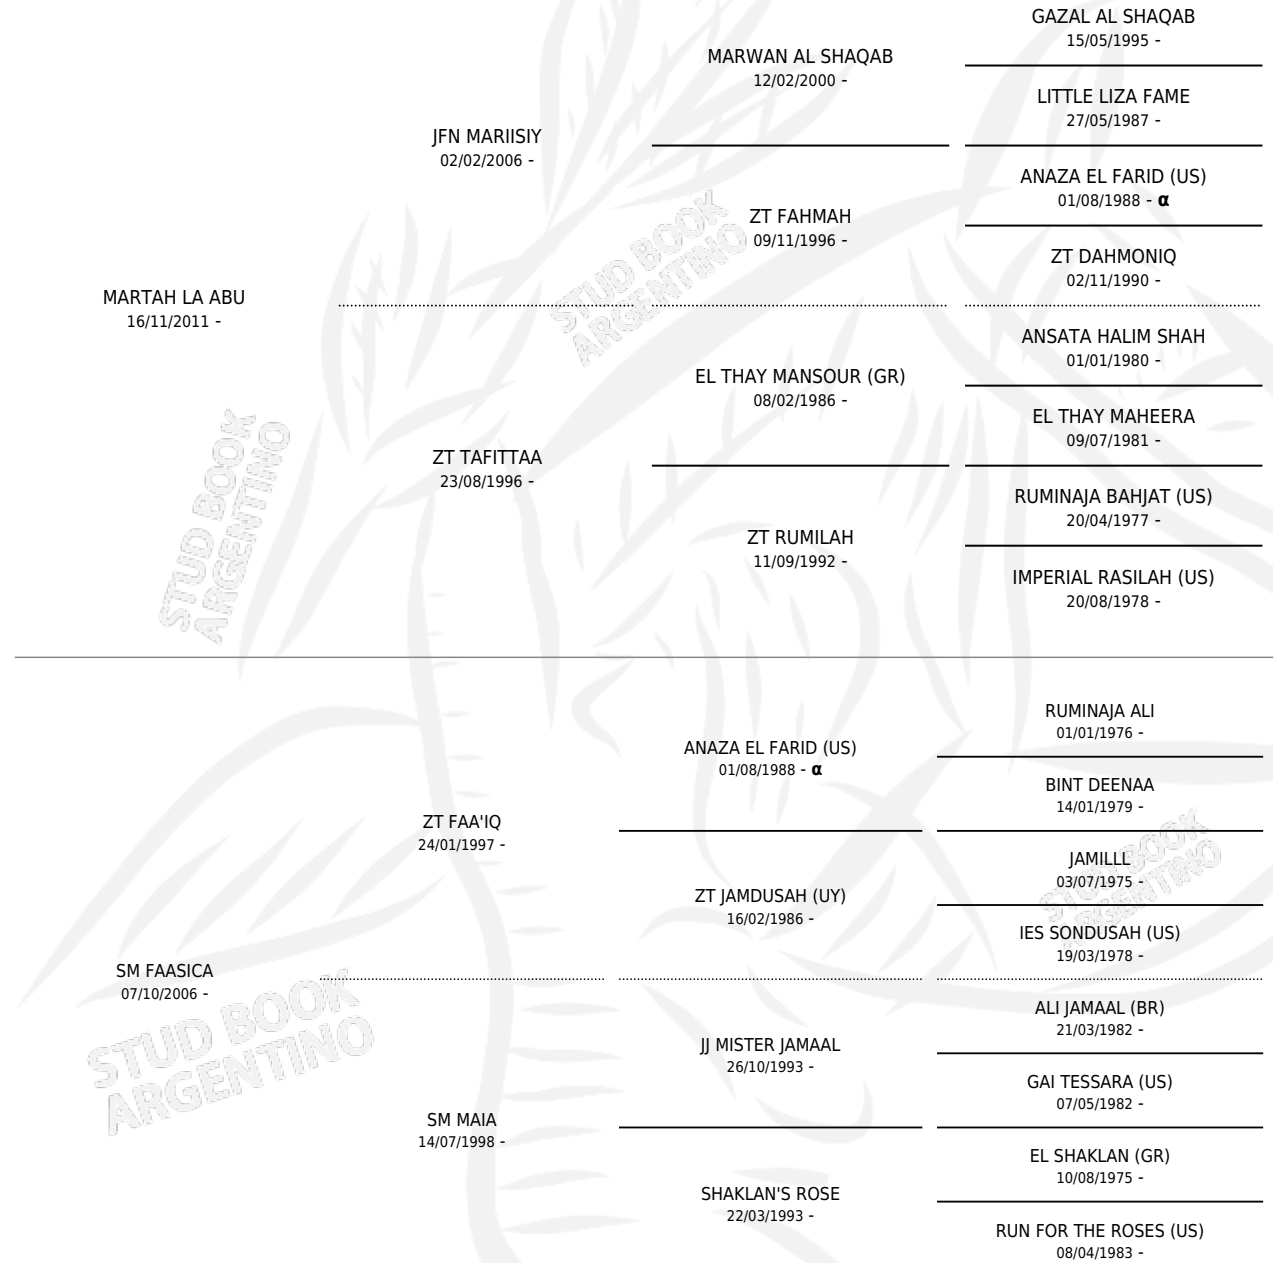 GAZAL AL SHAQAB
15/05/1995 -
MARWAN AL SHAQAB
12/02/2000 -
LITTLE LIZA FAME
27/05/1987 -
JFN MARIISIY
02/02/2006 -
ANAZA EL FARID (US)
01/08/1988 - α
ZT FAHMAH
09/11/1996 -
ZT DAHMONIQ
02/11/1990 -
MARTAH LA ABU
16/11/2011 -
ANSATA HALIM SHAH
01/01/1980 -
EL THAY MANSOUR (GR)
08/02/1986 -
EL THAY MAHEERA
09/07/1981 -
ZT TAFITTAA
23/08/1996 -
RUMINAJA BAHJAT (US)
20/04/1977 -
ZT RUMILAH
11/09/1992 -
IMPERIAL RASILAH (US)
20/08/1978 -
STUD BOOK
ARGENTINO
STUD BOOK
ARGENTINO
RUMINAJA ALI
01/01/1976 -
ANAZA EL FARID (US)
01/08/1988 - α
BINT DEENAA
14/01/1979 -
ZT FAA'IQ
24/01/1997 -
JAMILLL
03/07/1975 -
ZT JAMDUSAH (UY)
16/02/1986 -
IES SONDUSAH (US)
19/03/1978 -
SM FAASICA
07/10/2006 -
ALI JAMAAL (BR)
21/03/1982 -
JJ MISTER JAMAAL
26/10/1993 -
GAI TESSARA (US)
07/05/1982 -
SM MAIA
14/07/1998 -
EL SHAKLAN (GR)
10/08/1975 -
SHAKLAN'S ROSE
22/03/1993 -
RUN FOR THE ROSES (US)
08/04/1983 -
STUD BOOK
ARGENTINO
STUD BOOK
ARGENTINO